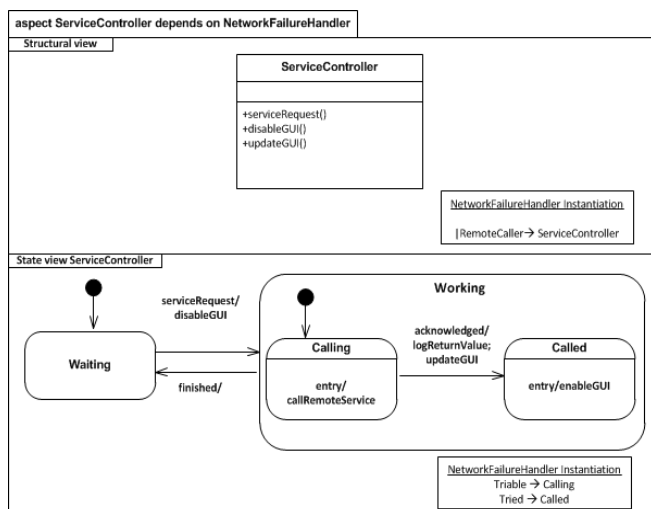 aspect ServiceController depends on NetworkFailureHandler
Structural view
ServiceController
+serviceRequest()
+disableGUI()
+updateGUI()
NetworkFailureHandler Instantiation
|RemoteCaller→ ServiceController
State view ServiceController
Working
serviceRequest/
disableGUI
Waiting
finished/
Calling
entry/
callRemoteService
acknowledged/
logReturnValue;
updateGUI
Called
entry/enableGUI
NetworkFailureHandler Instantiation
Triable → Calling
Tried → Called